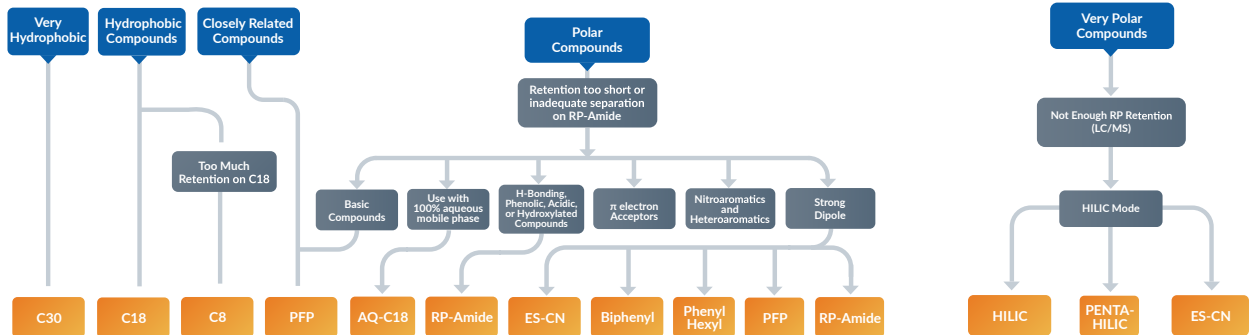 Very
Hydrophobic
Hydrophobic
Compounds
Closely Related
Compounds
Polar
Compounds
Very Polar
Compounds
Retention too short or
inadequate separation
on RP-Amide
Not Enough RP Retention
(LC/MS)
Too Much
Retention on C18
Basic
Compounds
Use with
100% aqueous
mobile phase
H-Bonding,
Phenolic, Acidic,
or Hydroxylated
Compounds
π electron
Acceptors
Nitroaromatics
and
Heteroaromatics
Strong
Dipole
HILIC Mode
C30
C18
C8
PFP
AQ-C18
RP-Amide
ES-CN
Biphenyl
Phenyl
Hexyl
PFP
RP-Amide
HILIC
PENTA-
HILIC
ES-CN